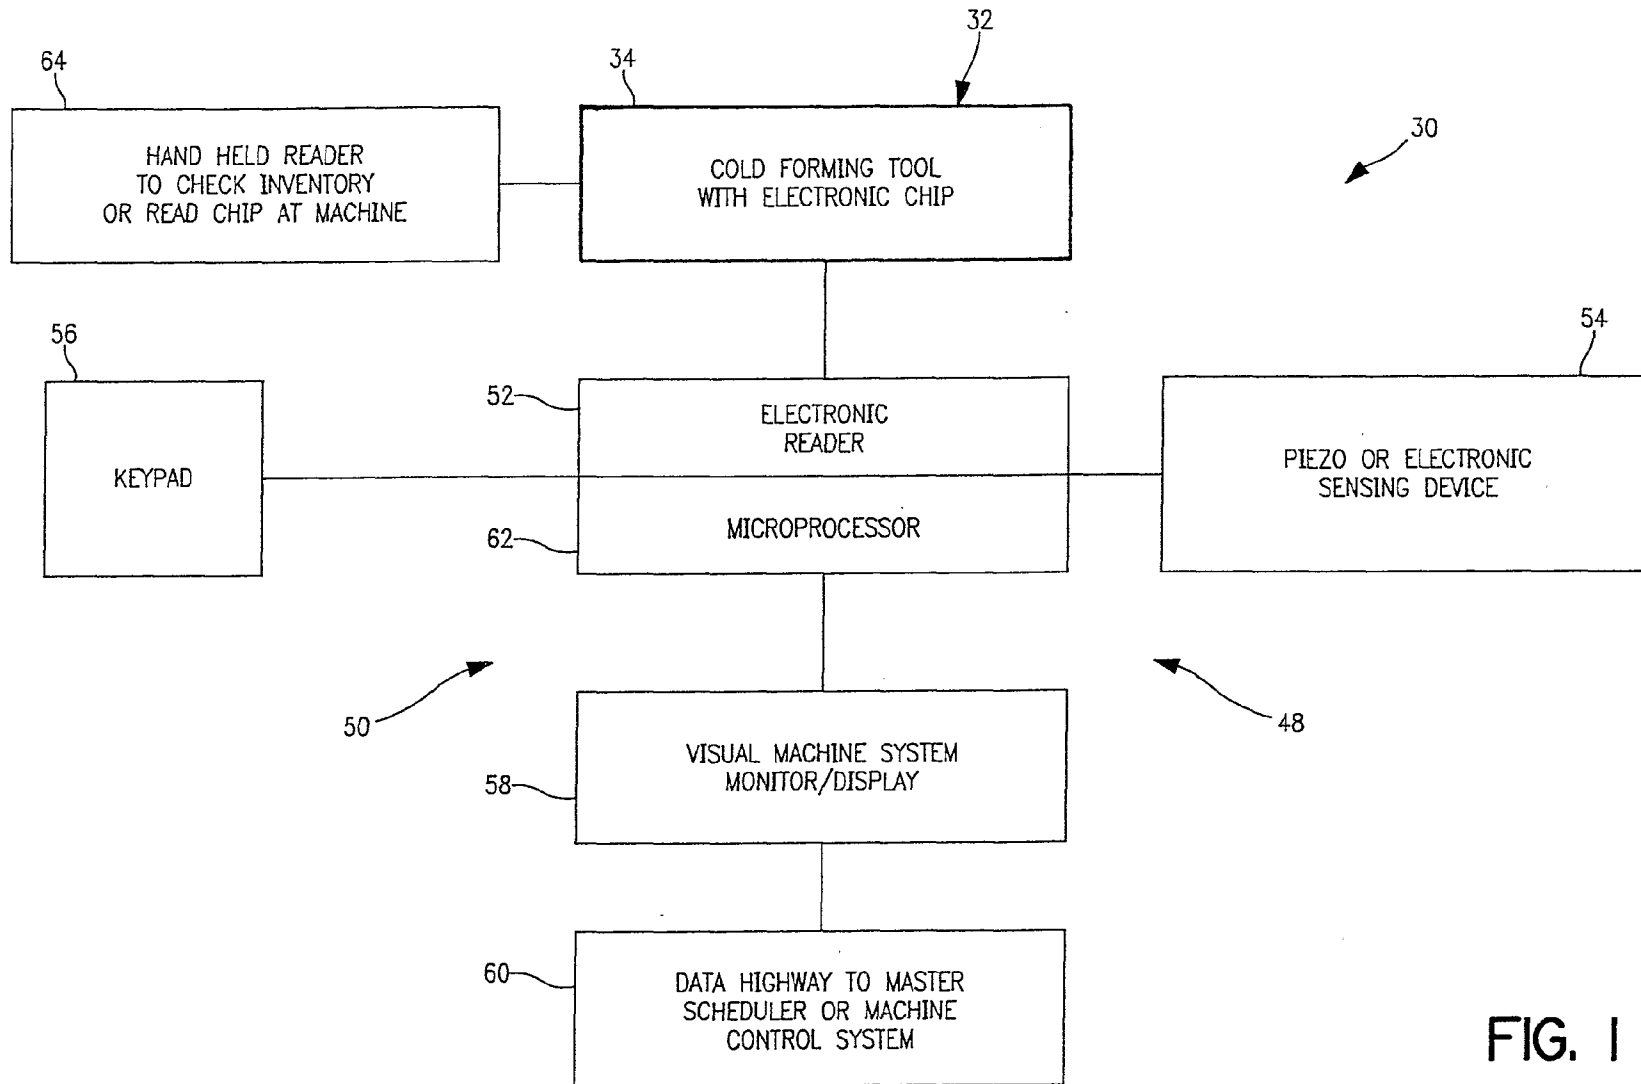 32
64
34
HAND HELD READER
TO CHECK INVENTORY
OR READ CHIP AT MACHINE
COLD FORMING TOOL
WITH ELECTRONIC CHIP
30
56
54
52
KEYPAD
ELECTRONIC
READER
PIEZO OR ELECTRONIC
SENSING DEVICE
62
MICROPROCESSOR
50
48
VISUAL MACHINE SYSTEM
MONITOR/DISPLAY
58
60
DATA HIGHWAY TO MASTER
SCHEDULER OR MACHINE
CONTROL SYSTEM
FIG. 1